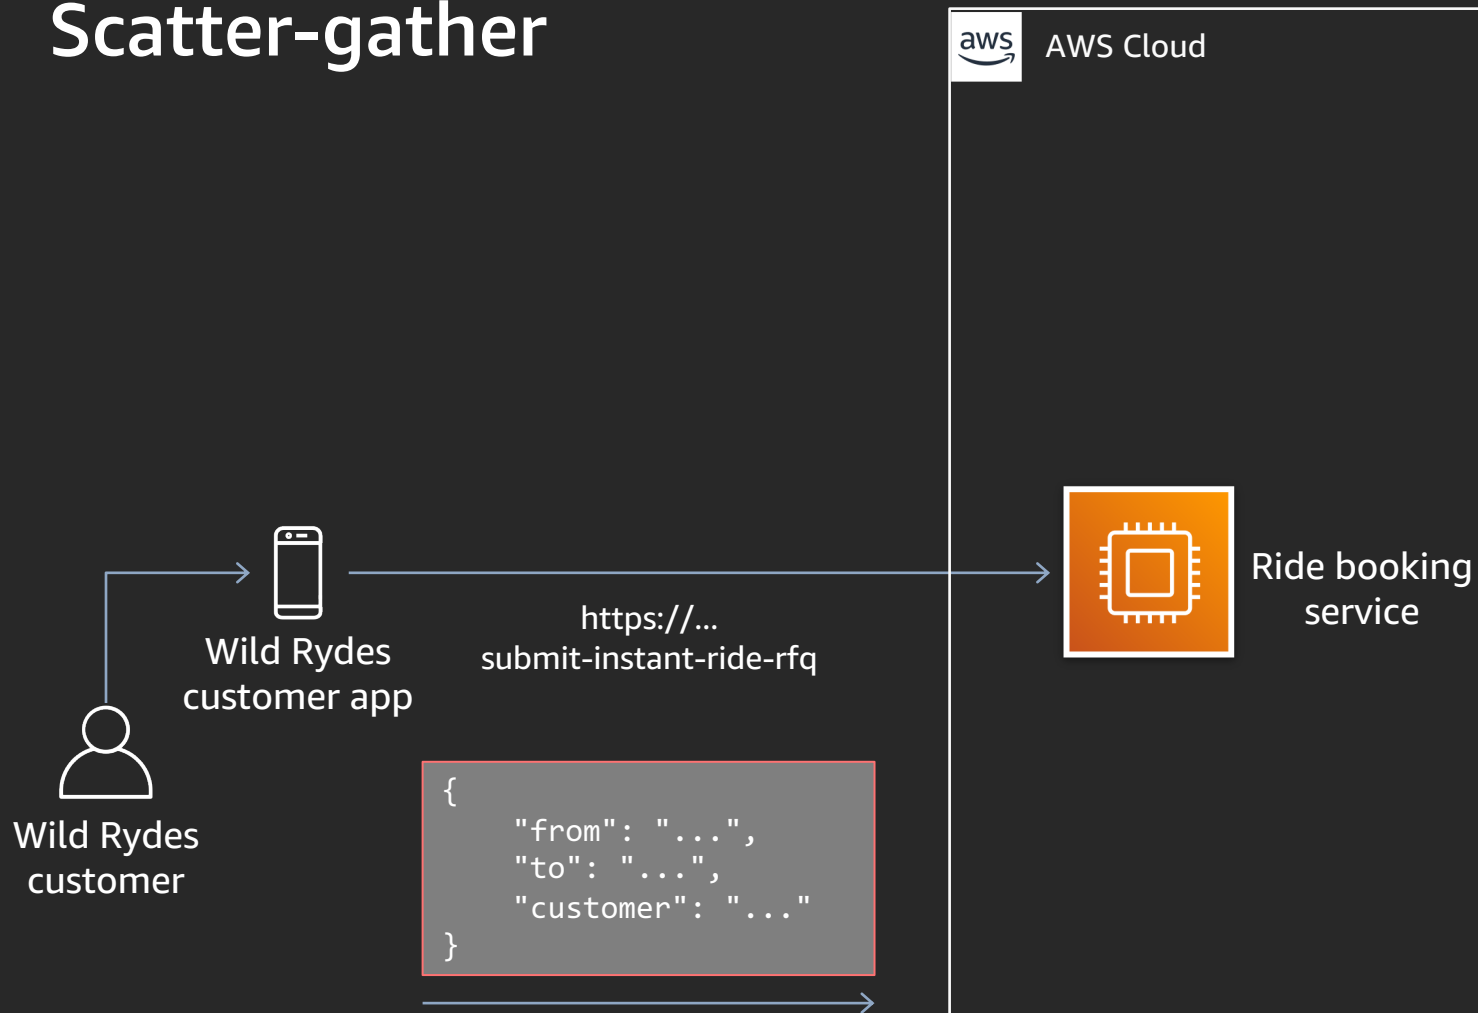 Scatter-gather
aws
AWS Cloud
Ride booking
service
https://...
submit-instant-ride-rfq
Wild Rydes
customer app
Wild Rydes
customer
{
"from": "...",
"to": "...",
"customer": "..."
}